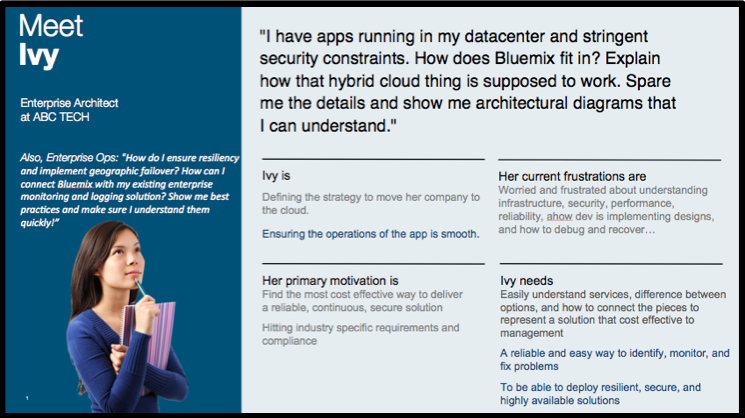 Meet
Ivy
Enterprise Architect
at ABC TECH
Also, Enterprise Ops: "How do I ensure resiliency
and implement geographic failover? How can I
connect Bluemix with my existing enterprise
monitoring and logging solution? Show me best
practices and make sure I understand them
quickly!"
1
"I have apps running in my datacenter and stringent
security constraints. How does Bluemix fit in? Explain
how that hybrid cloud thing is supposed to work. Spare
me the details and show me architectural diagrams that
I can understand."
Ivy is
Defining the strategy to move her company to
the cloud.
Ensuring the operations of the app is smooth.
Her current frustrations are
Worried and frustrated about understanding
infrastructure, security, performance,
reliability, ahow dev is implementing designs,
and how to debug and recover…
Her primary motivation is
Find the most cost effective way to deliver
a reliable, continuous, secure solution
Hitting industry specific requirements and
compliance
Ivy needs
Easily understand services, difference between
options, and how to connect the pieces to
represent a solution that cost effective to
management
A reliable and easy way to identify, monitor, and
fix problems
To be able to deploy resilient, secure, and
highly available solutions